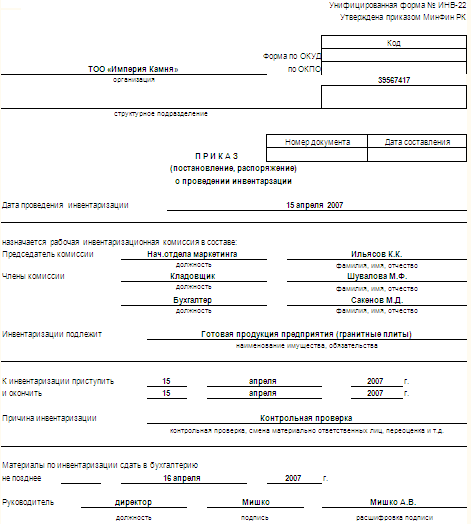 Унифицированная форма № ИНВ-22
Утверждена приказом МинФин РК
Код
Форма по ОКУД
ТОО «Империя Камня» по ОКПО
организация 39567417
структурное подразделение
Номер документа Дата составления
П Р И К А З
(постановление, распоряжение)
о проведении инвентарзации
Дата проведения инвентаризации 15 апреля 2007
назначается рабочая инвентаризационная комиссия в составе:
Председатель комиссии Нач.отдела маркетинга Ильясов К.К.
должность фамилия, имя, отчество
Члены комиссии Кладовщик Шувалова М.Ф.
должность фамилия, имя, отчество
Бухгалтер Сакенов М.Д.
должность фамилия, имя, отчество
Инвентаризации подлежит Готовая продукция предприятия (гранитные плиты)
наименование имущества, обязательства
К инвентаризации приступить 15 апреля 2007 г.
и окончить 15 апреля 2007 г.
Причина инвентаризации Контрольная проверка
контрольная проверка, смена материально ответственных лиц, переоценка и т.д.
Материалы по инвентаризации сдать в бухгалтерию
не позднее 16 апреля 2007 г.
Руководитель директор Мишко Мишко А.В.
должность подпись расшифровка подписи